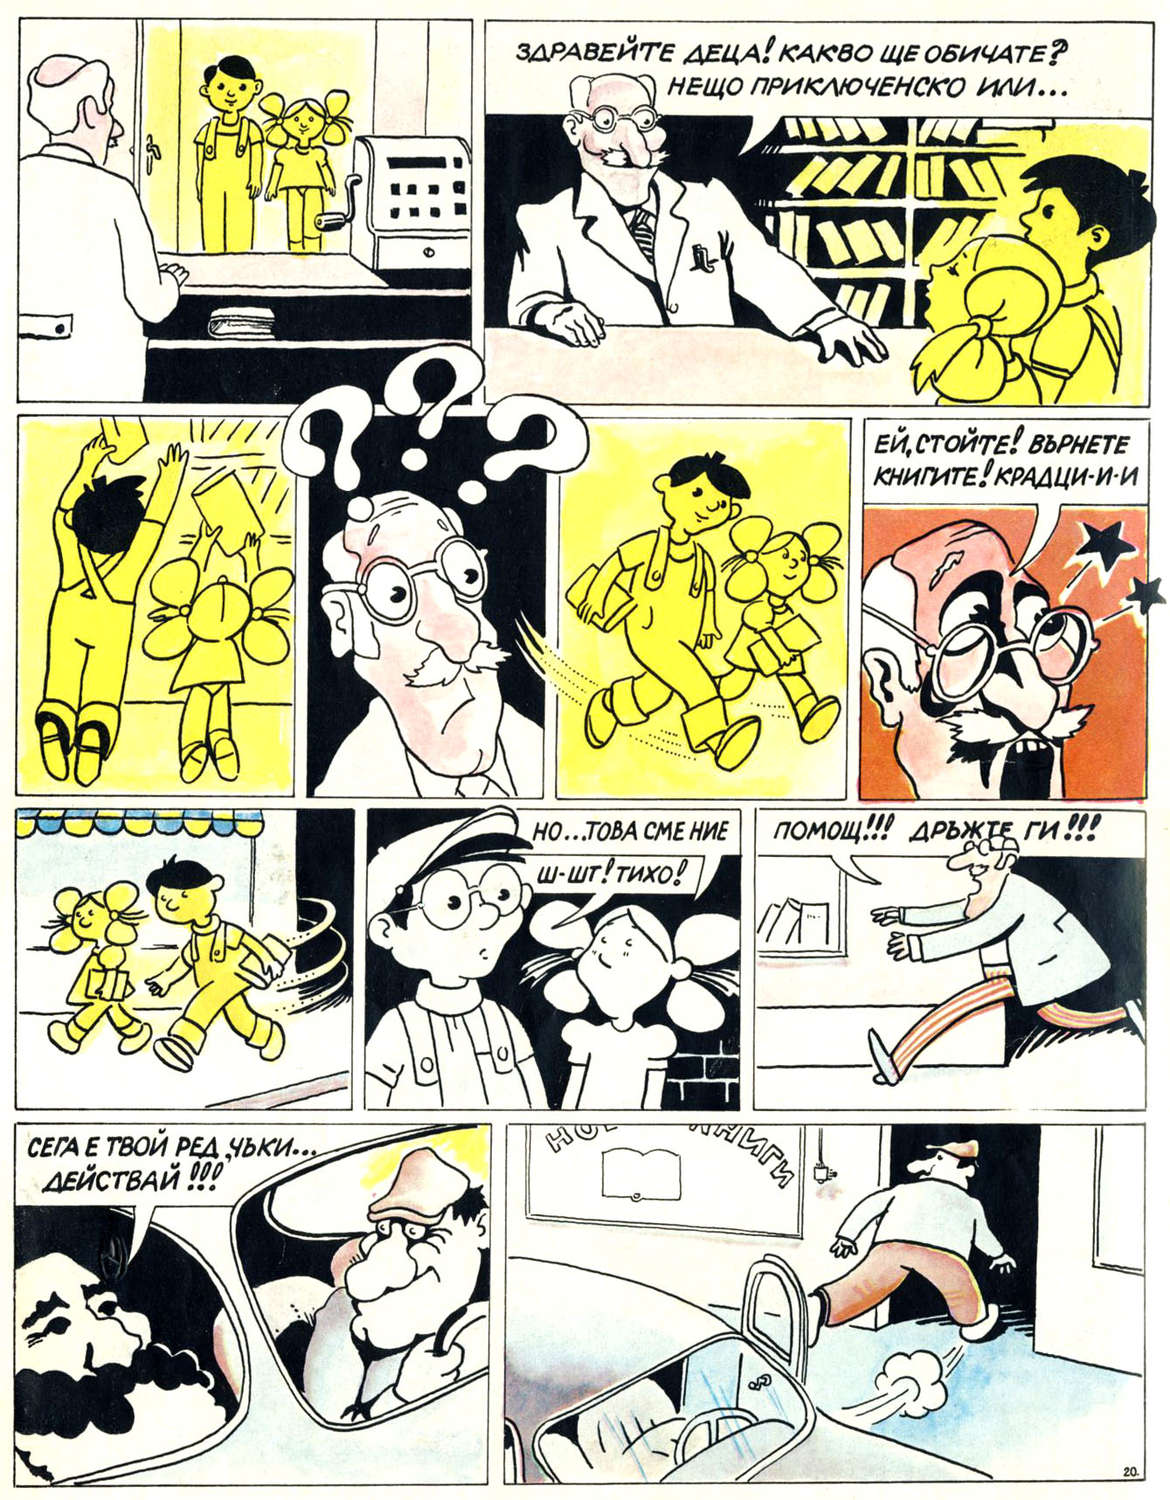 ЗДРАВЕЙТЕ ДЕЦА! КАКВО ЩЕ ОБИЧАТЕ?
НЕЩО ПРИКЛЮЧЕНСКО ИЛИ...
???
ЕЙ, СТОЙТЕ! ВЪРНЕТЕ
КНИГИТЕ! КРАДЦИ-И-И
НО...ТОВА СМЕ НИЕ
Ш-ШТ! ТИХО!
ПОМОЩ!!! ДРЪЖТЕ ГИ!!!
СЕГА Е ТВОЙ РЕД, ЧЪКИ...
ДЕЙСТВАЙ!!!
КНИГИ
20.